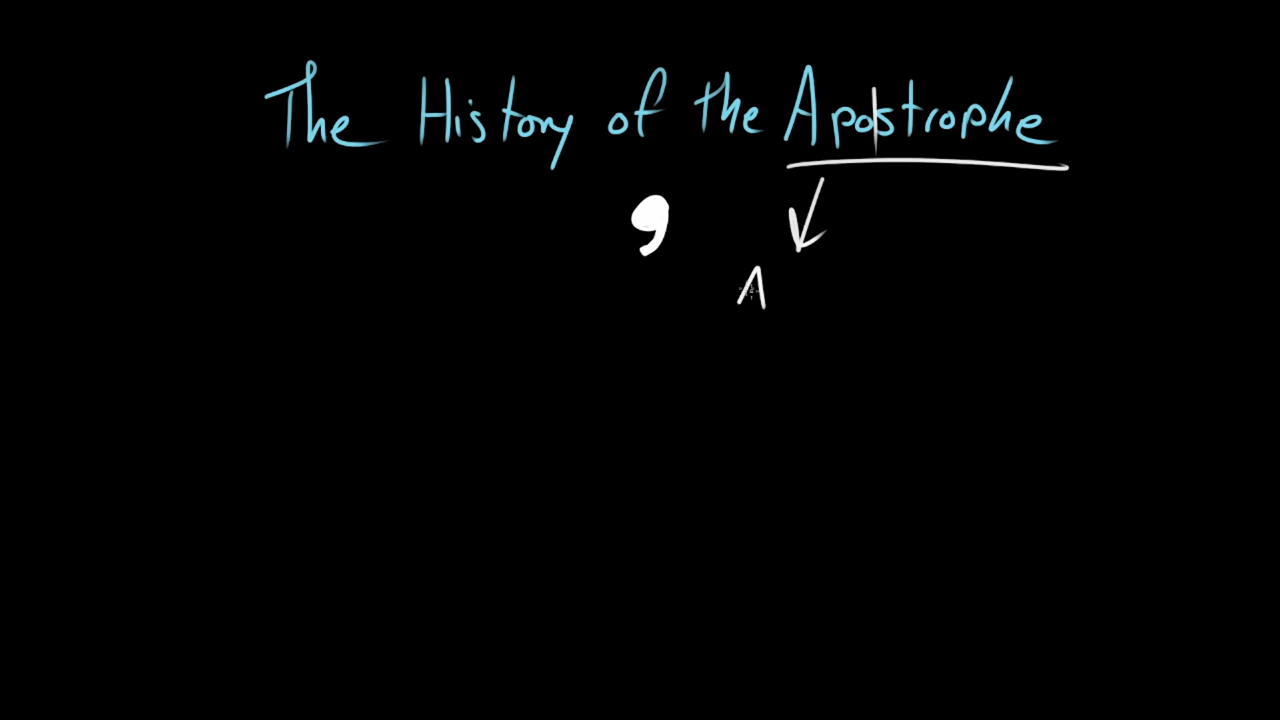 The History of the Apostrophe
,
Λ